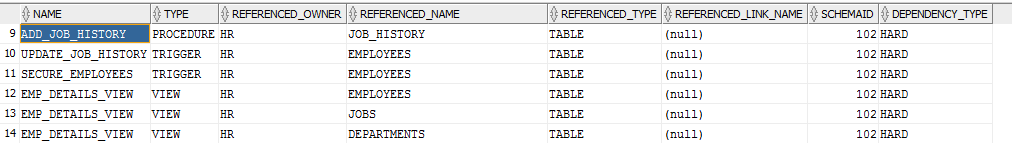 NAME TYPE REFERENCED_OWNER REFERENCED_NAME REFERENCED_TYPE REFERENCED_LINK_NAME SCHEMAID DEPENDENCY_TYPE
9 ADD_JOB_HISTORY PROCEDURE HR JOB_HISTORY TABLE (null) 102 HARD
10 UPDATE_JOB_HISTORY TRIGGER HR EMPLOYEES TABLE (null) 102 HARD
11 SECURE_EMPLOYEES TRIGGER HR EMPLOYEES TABLE (null) 102 HARD
12 EMP_DETAILS_VIEW VIEW HR EMPLOYEES TABLE (null) 102 HARD
13 EMP_DETAILS_VIEW VIEW HR JOBS TABLE (null) 102 HARD
14 EMP_DETAILS_VIEW VIEW HR DEPARTMENTS TABLE (null) 102 HARD